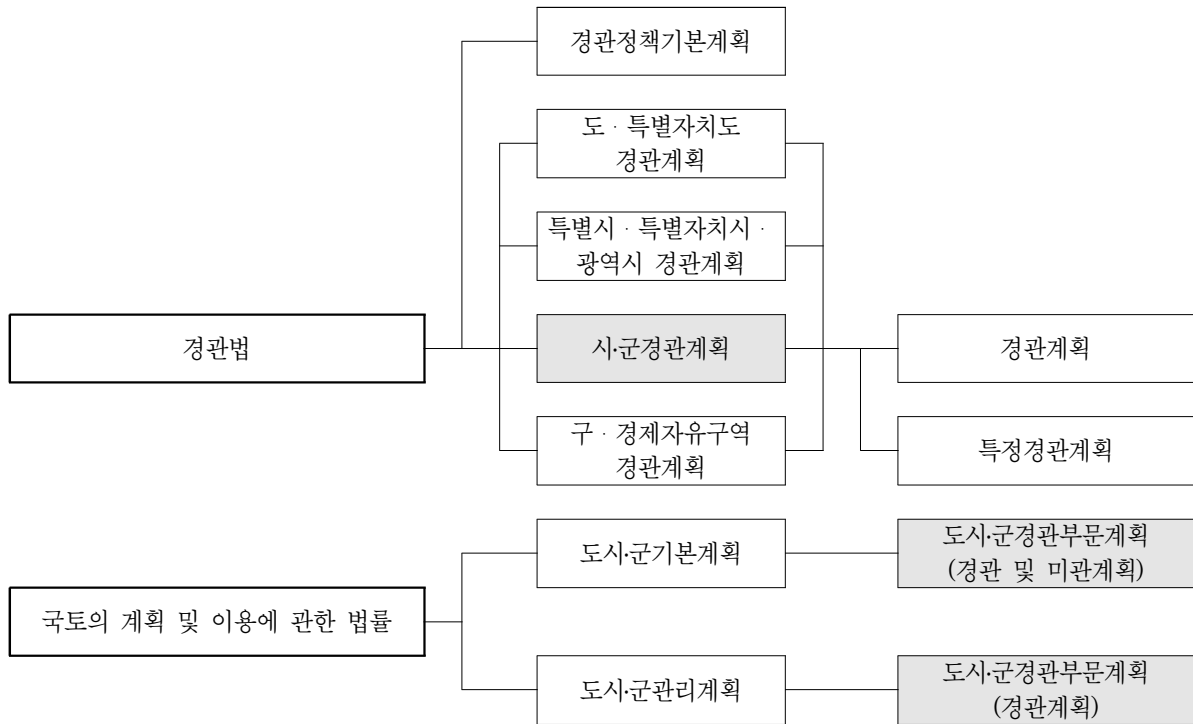 경관정책기본계획
도 · 특별자치도
경관계획
특별시 · 특별자치시 ·
광역시 경관계획
경관법
시·군경관계획
경관계획
구 · 경제자유구역
경관계획
특정경관계획
도시·군기본계획
도시·군경관부문계획
(경관 및 미관계획)
국토의 계획 및 이용에 관한 법률
도시·군관리계획
도시·군경관부문계획
(경관계획)